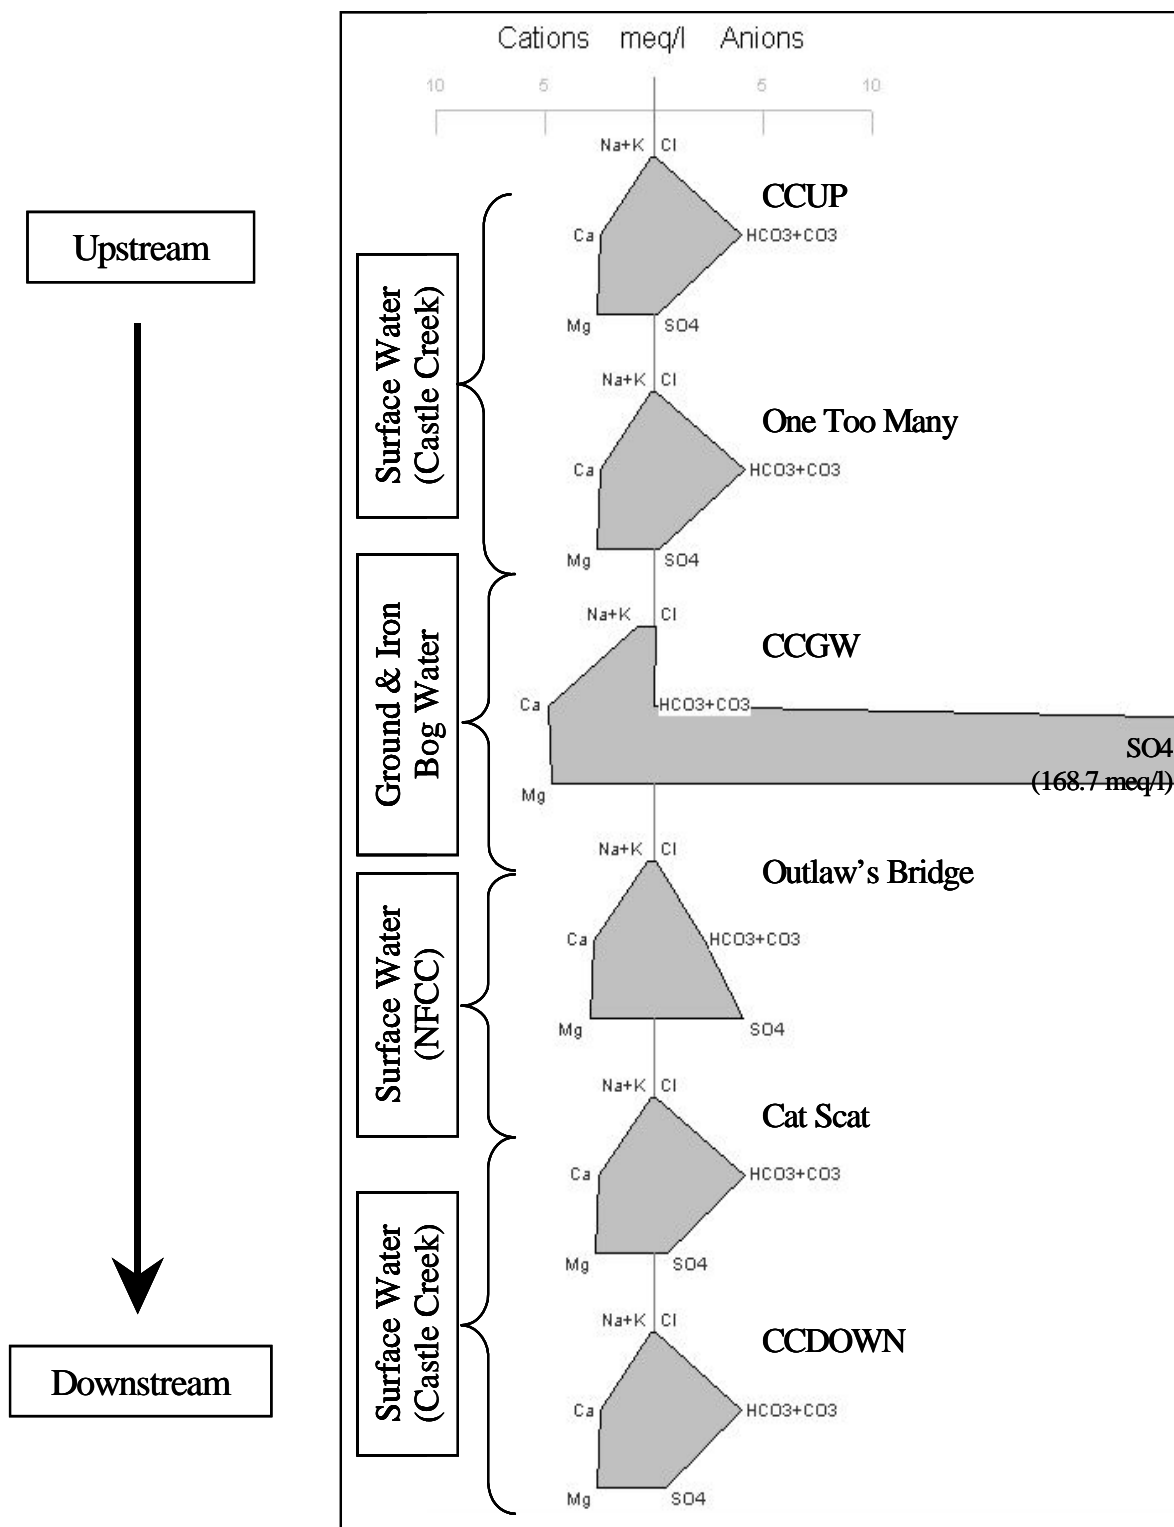 Cations meq/l Anions
10 5 5 10
Upstream
Downstream
Surface Water
(Castle Creek)
Ground & Iron
Bog Water
Surface Water
(NFCC)
Surface Water
(Castle Creek)
Na+K Cl
CCUP
Ca HCO3+CO3
Mg SO4
Na+K Cl
One Too Many
Ca HCO3+CO3
Mg SO4
Na+K Cl
CCGW
Ca HCO3+CO3
SO4
(168.7 meq/l)
Mg
Na+K Cl
Outlaw’s Bridge
Ca HCO3+CO3
Mg SO4
Na+K Cl
Cat Scat
Ca HCO3+CO3
Mg SO4
Na+K Cl
CCDOWN
Ca HCO3+CO3
Mg SO4